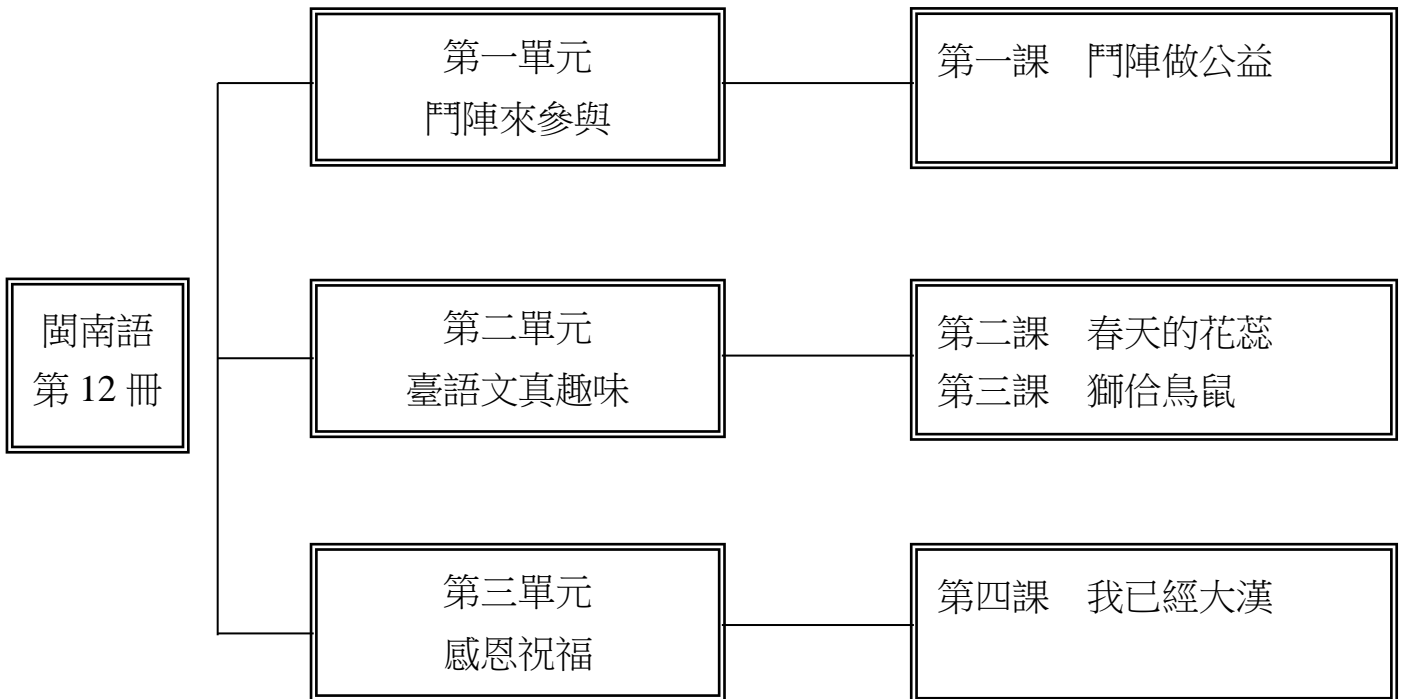 閩南語
第 12 冊
第一單元
鬥陣來參與
第一課　鬥陣做公益
第二單元
臺語文真趣味
第二課　春天的花蕊
第三課　獅佮鳥鼠
第三單元
感恩祝福
第四課　我已經大漢